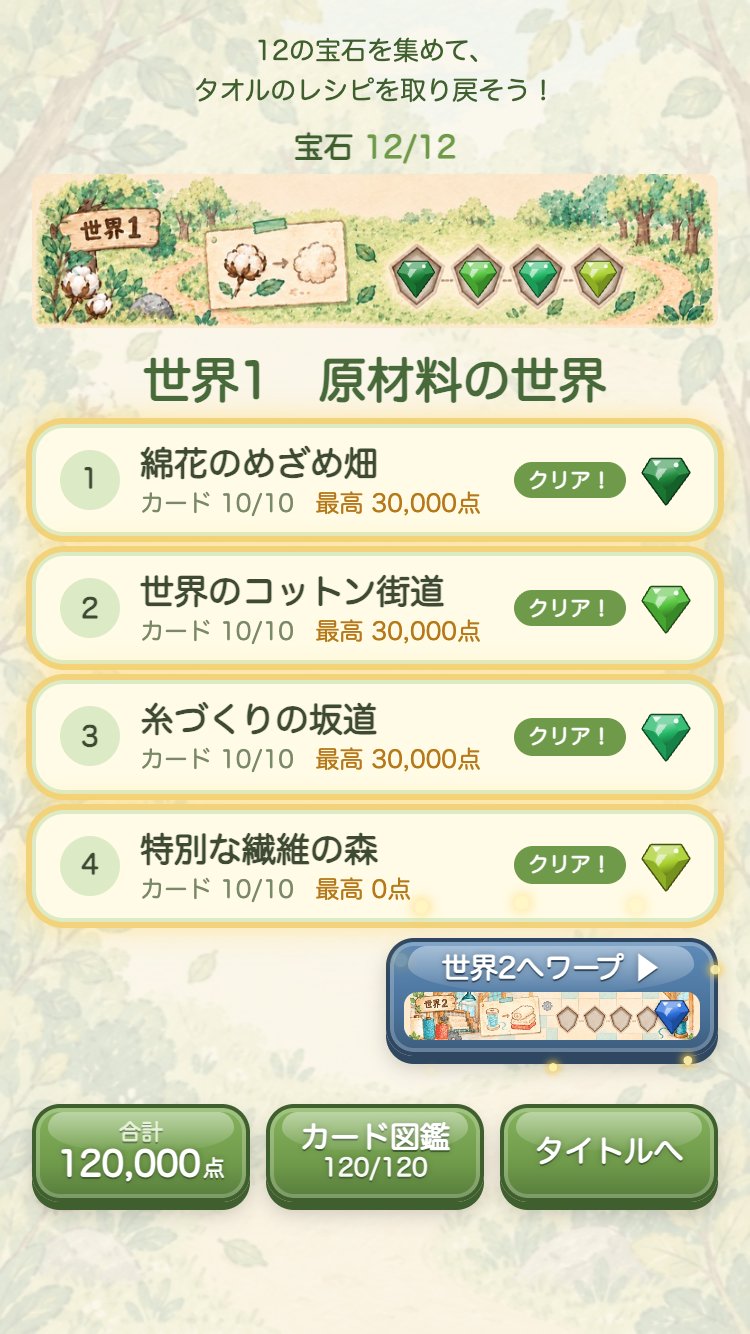 12の宝石を集めて、
タオルのレシピを取り戻そう！
宝石 12/12
世界1
世界1　原材料の世界
1
綿花のめざめ畑
カード 10/10　最高 30,000点
クリア！
2
世界のコットン街道
カード 10/10　最高 30,000点
クリア！
3
糸づくりの坂道
カード 10/10　最高 30,000点
クリア！
4
特別な繊維の森
カード 10/10　最高 0点
クリア！
世界2へワープ ▶
世界2
合計
120,000点
カード図鑑
120/120
タイトルへ